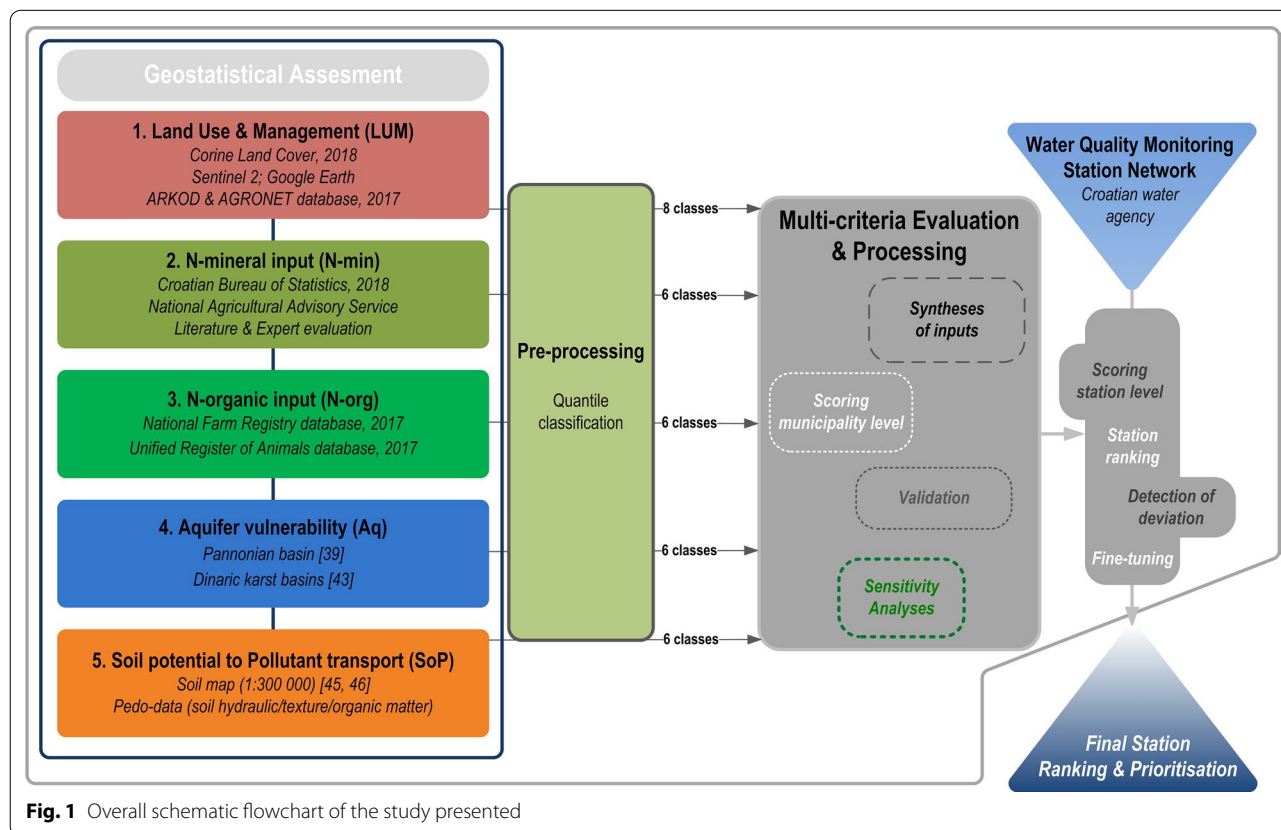 Geostatistical Assesment
1. Land Use & Management (LUM)
Corine Land Cover, 2018
Sentinel 2; Google Earth
ARKOD & AGRONET database, 2017
2. N-mineral input (N-min)
Croatian Bureau of Statistics, 2018
National Agricultural Advisory Service
Literature & Expert evaluation
3. N-organic input (N-org)
National Farm Registry database, 2017
Unified Register of Animals database, 2017
4. Aquifer vulnerability (Aq)
Pannonian basin [39]
Dinaric karst basins [43]
5. Soil potential to Pollutant transport (SoP)
Soil map (1:300 000) [45, 46]
Pedo-data (soil hydraulic/texture/organic matter)
Pre-processing
Quantile
classification
8 classes
6 classes
6 classes
6 classes
6 classes
Multi-criteria Evaluation
& Processing
Syntheses
of inputs
Scoring
municipality level
Validation
Sensitivity
Analyses
Water Quality Monitoring
Station Network
Croatian water
agency
Scoring
station level
Station
ranking
Detection of
deviation
Fine-tuning
Final Station
Ranking & Prioritisation
Fig. 1 Overall schematic flowchart of the study presented